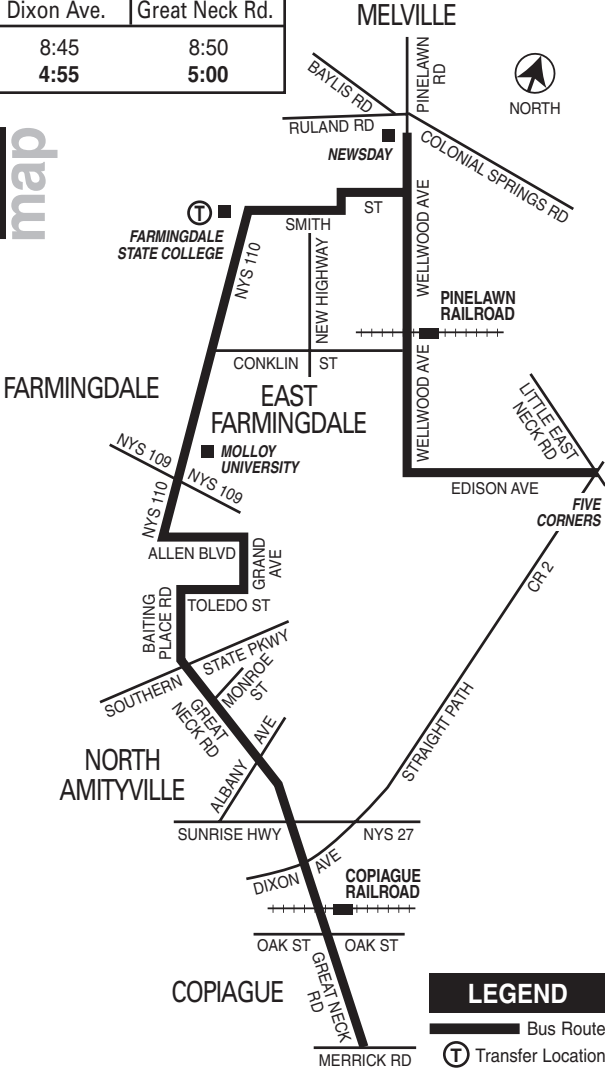 Dixon Ave. Great Neck Rd.
8:45 8:50
4:55 5:00
map
MELVILLE
PINELAWN
RD
BAYLIS RD
NORTH
RULAND RD
COLONIAL SPRINGS RD
NEWSDAY
T
SMITH
ST
WELLWOOD AVE
FARMINGDALE
STATE COLLEGE
NYS 110
NEW HIGHWAY
PINELAWN
RAILROAD
CONKLIN ST
WELLWOOD AVE
FARMINGDALE
EAST
FARMINGDALE
LITTLE EAST
NECK RD
NYS 109
MOLLOY
UNIVERSITY
NYS 109
EDISON AVE
FIVE
CORNERS
NYS 110
ALLEN BLVD
GRAND
AVE
CR 2
TOLEDO ST
BAITING
PLACE RD
SOUTHERN STATE PKWY
MONROE
ST
GREAT
NECK RD
STRAIGHT PATH
NORTH
AMITYVILLE
ALBANY AVE
SUNRISE HWY NYS 27
DIXON AVE
COPIAGUE
RAILROAD
OAK ST OAK ST
GREAT NECK
RD
COPIAGUE
LEGEND
Bus Route
T Transfer Location
MERRICK RD